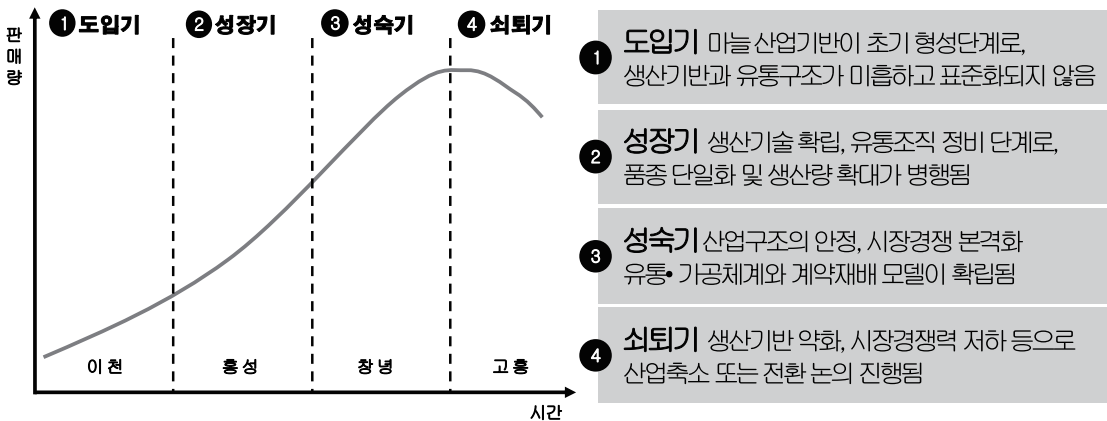 판매량
1 도입기
2 성장기
3 성숙기
4 쇠퇴기
이천
홍성
창녕
고흥
시간
1 도입기 마늘 산업기반이 초기 형성단계로,
생산기반과 유통구조가 미흡하고 표준화되지 않음
2 성장기 생산기술 확립, 유통조직 정비 단계로,
품종 단일화 및 생산량 확대가 병행됨
3 성숙기 산업구조의 안정, 시장경쟁 본격화
유통• 가공체계와 계약재배 모델이 확립됨
4 쇠퇴기 생산기반 약화, 시장경쟁력 저하 등으로
산업축소 또는 전환 논의 진행됨